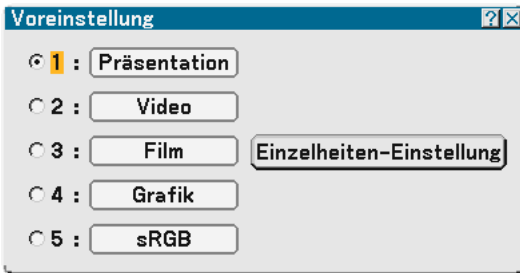 Voreinstellung ? ×
1 : Präsentation
2 : Video
3 : Film Einzelheiten-Einstellung
4 : Grafik
5 : sRGB